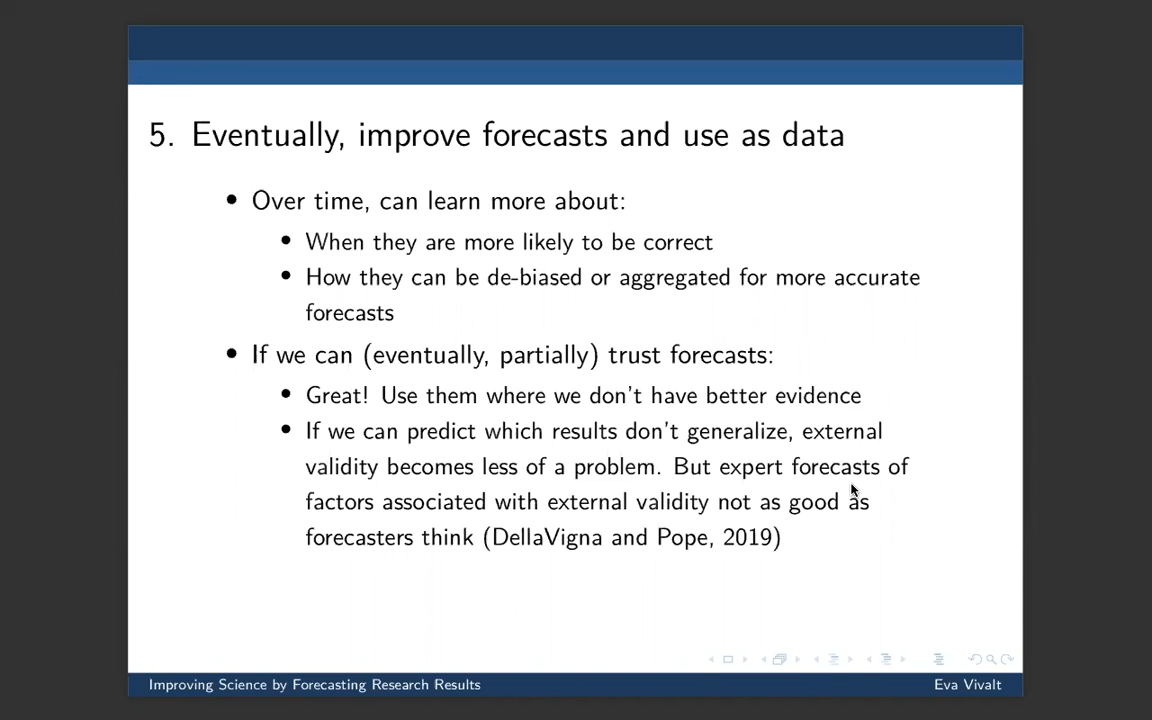 5. Eventually, improve forecasts and use as data
• Over time, can learn more about:
• When they are more likely to be correct
• How they can be de-biased or aggregated for more accurate
forecasts
• If we can (eventually, partially) trust forecasts:
• Great! Use them where we don't have better evidence
• If we can predict which results don't generalize, external
validity becomes less of a problem. But expert forecasts of
factors associated with external validity not as good as
forecasters think (DellaVigna and Pope, 2019)
Improving Science by Forecasting Research Results
Eva Vivalt